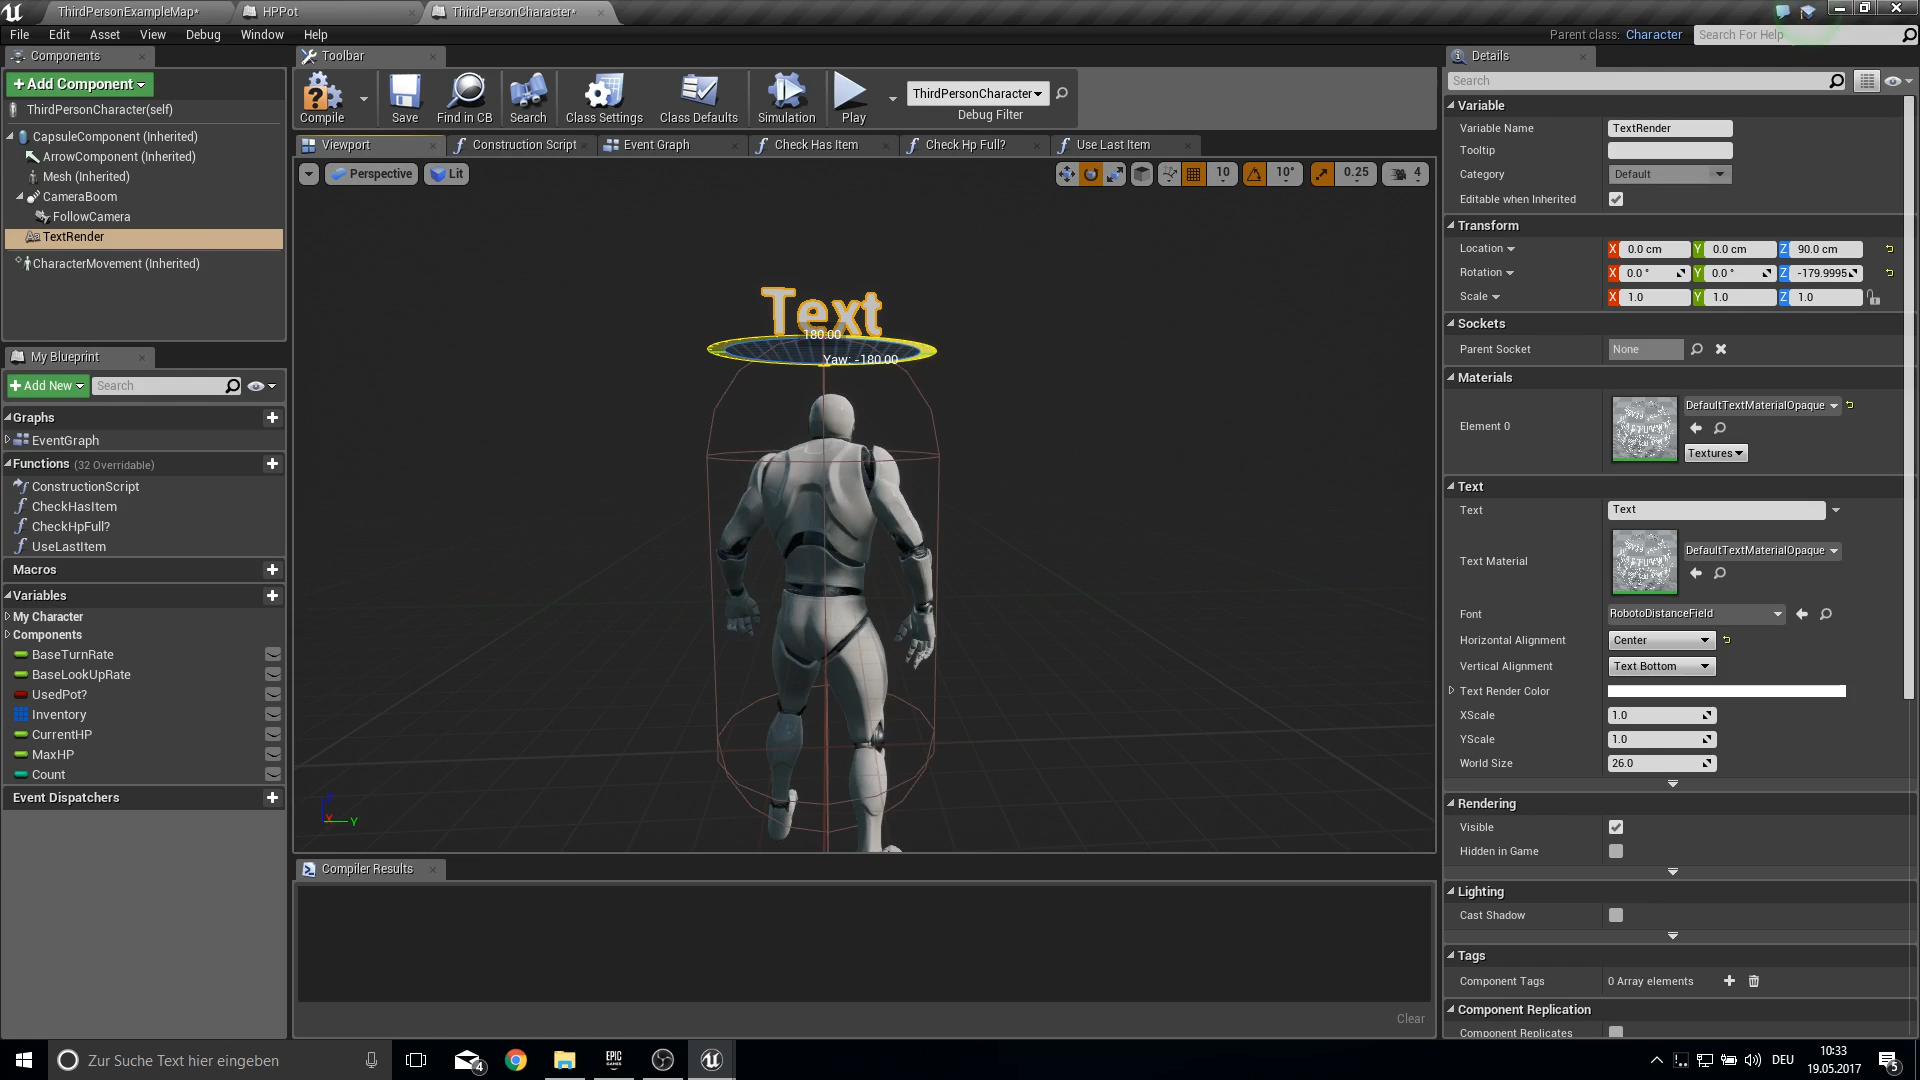 ThirdPersonExampleMap*
HPPot
ThirdPersonCharacter*
File Edit Asset View Debug Window Help
Parent class: Character
Search For Help
Components
Add Component
ThirdPersonCharacter(self)
CapsuleComponent (Inherited)
ArrowComponent (Inherited)
Mesh (Inherited)
CameraBoom
FollowCamera
TextRender
CharacterMovement (Inherited)
My Blueprint
Add New
Search
Graphs
EventGraph
Functions (32 Overridable)
ConstructionScript
CheckHasItem
CheckHpFull?
UseLastItem
Macros
Variables
My Character
Components
BaseTurnRate
BaseLookUpRate
UsedPot?
Inventory
CurrentHP
MaxHP
Count
Event Dispatchers
Toolbar
Compile
Save
Find in CB
Search
Class Settings
Class Defaults
Simulation
Play
ThirdPersonCharacter
Debug Filter
Viewport
Construction Script
Event Graph
Check Has Item
Check Hp Full?
Use Last Item
Perspective
Lit
10
10°
0.25
4
Text
180.00
Yaw: -180.00
Z
X
Y
Compiler Results
Clear
Details
Search
Variable
Variable Name TextRender
Tooltip
Category Default
Editable when Inherited
Transform
Location X 0.0 cm Y 0.0 cm Z 90.0 cm
Rotation X 0.0 ° Y 0.0 ° Z -179.9995
Scale X 1.0 Y 1.0 Z 1.0
Sockets
Parent Socket None
Materials
Element 0
DefaultTextMaterialOpaque
Textures
Text
Text Text
Text Material
DefaultTextMaterialOpaque
Font RobotoDistanceField
Horizontal Alignment Center
Vertical Alignment Text Bottom
Text Render Color
XScale 1.0
YScale 1.0
World Size 26.0
Rendering
Visible
Hidden in Game
Lighting
Cast Shadow
Tags
Component Tags 0 Array elements
Component Replication
Component Replicates
Zur Suche Text hier eingeben
4
EPIC GAMES
DEU
10:33
19.05.2017
5